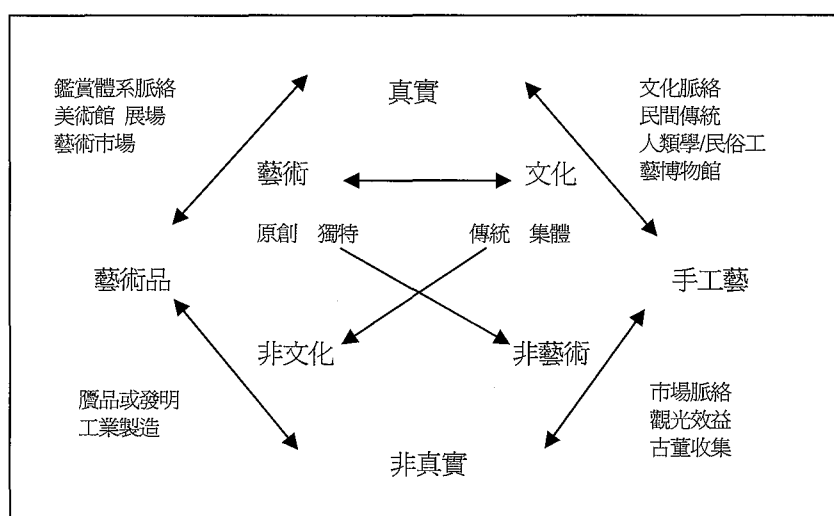 鑑賞體系脈絡
美術館 展場
藝術市場
真實
文化脈絡
民間傳統
人類學/民俗工
藝博物館
藝術
文化
原創 獨特
傳統 集體
藝術品
手工藝
非文化
非藝術
贗品或發明
工業製造
市場脈絡
觀光效益
古董收集
非真實